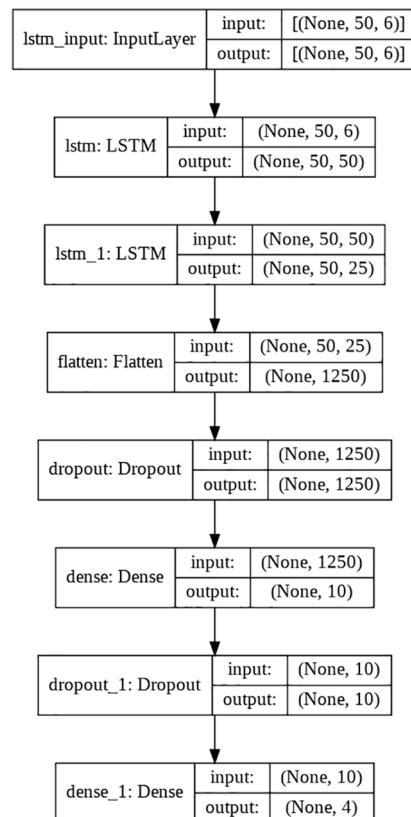 lstm_input: InputLayer input: [(None, 50, 6)]
output: [(None, 50, 6)]
lstm: LSTM input: (None, 50, 6)
output: (None, 50, 50)
lstm_1: LSTM input: (None, 50, 50)
output: (None, 50, 25)
flatten: Flatten input: (None, 50, 25)
output: (None, 1250)
dropout: Dropout input: (None, 1250)
output: (None, 1250)
dense: Dense input: (None, 1250)
output: (None, 10)
dropout_1: Dropout input: (None, 10)
output: (None, 10)
dense_1: Dense input: (None, 10)
output: (None, 4)